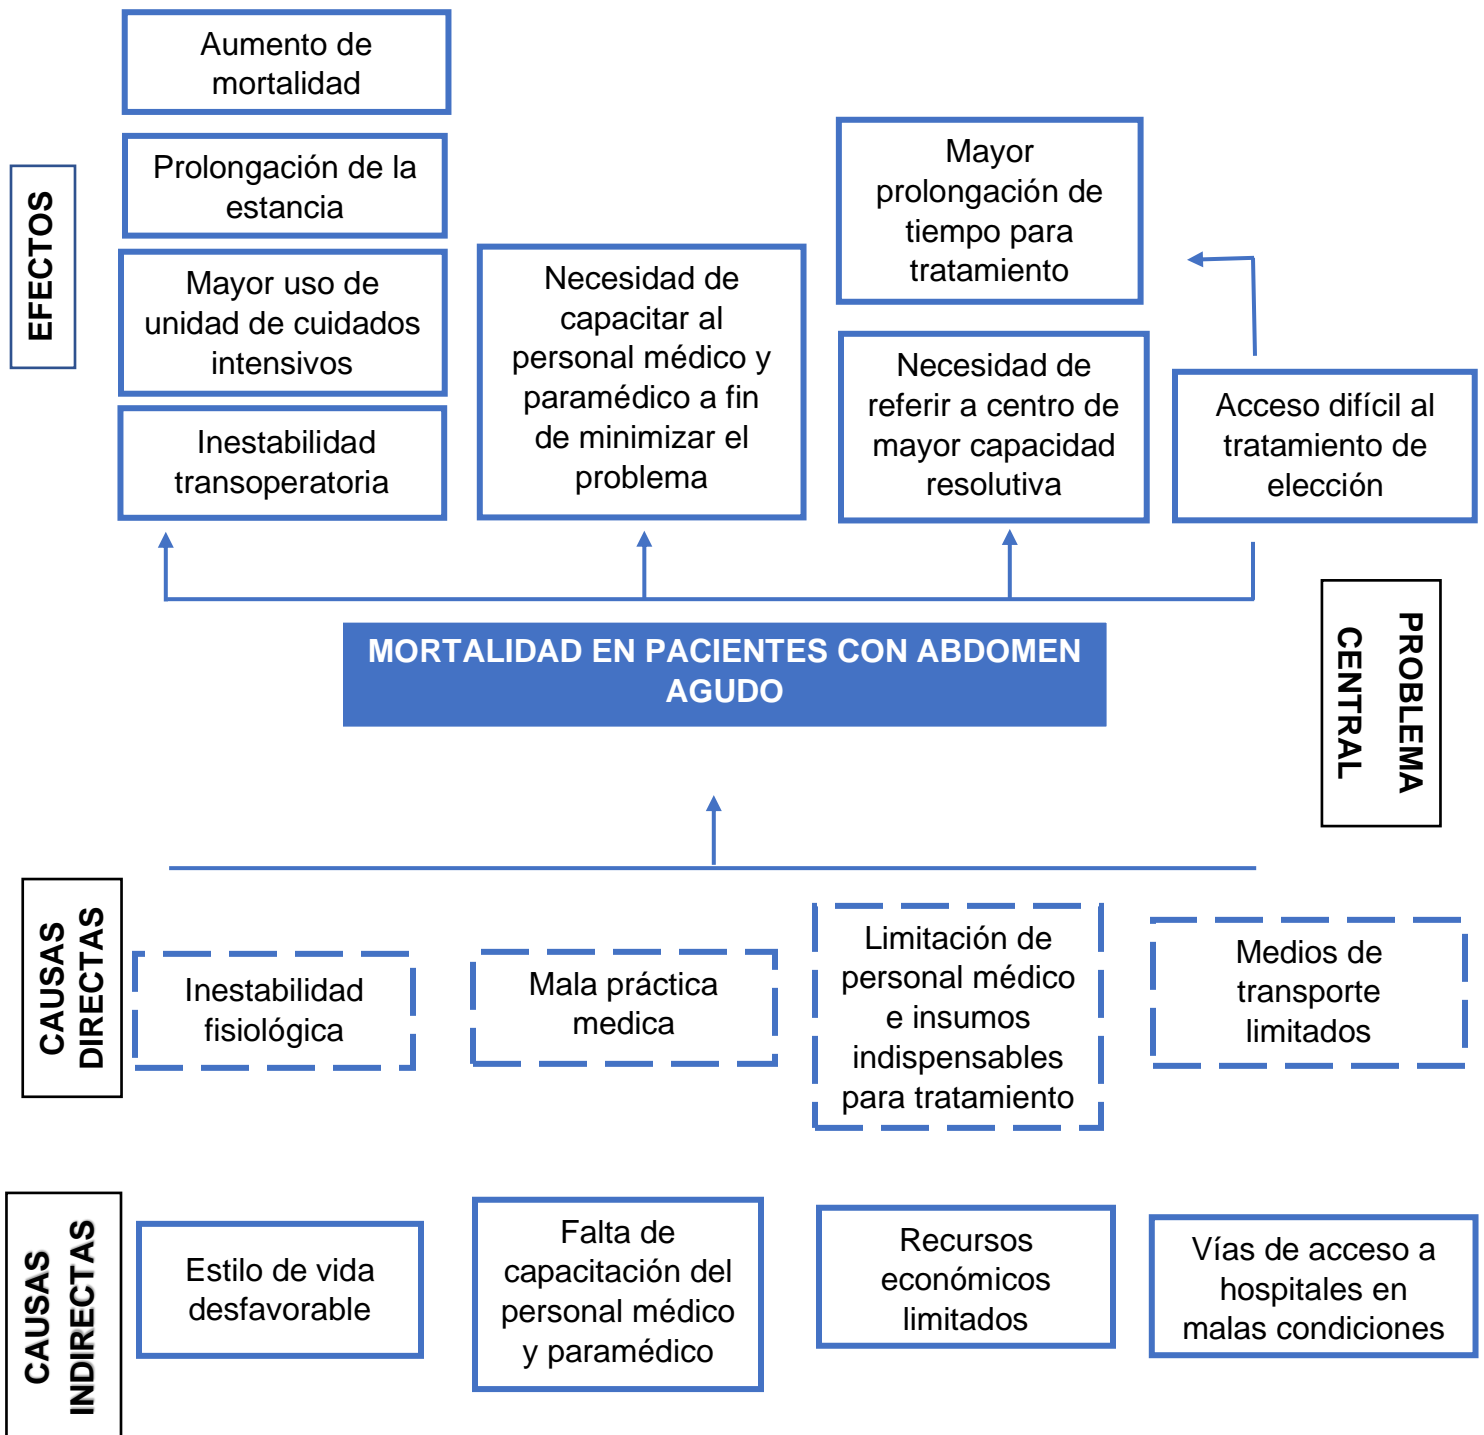 EFECTOS
Aumento de
mortalidad
Prolongación de la
estancia
Mayor uso de
unidad de cuidados
intensivos
Inestabilidad
transoperatoria
Necesidad de
capacitar al
personal médico y
paramédico a fin
de minimizar el
problema
Mayor
prolongación de
tiempo para
tratamiento
Necesidad de
referir a centro de
mayor capacidad
resolutiva
Acceso difícil al
tratamiento de
elección
PROBLEMA
CENTRAL
MORTALIDAD EN PACIENTES CON ABDOMEN
AGUDO
CAUSAS
DIRECTAS
Inestabilidad
fisiológica
Mala práctica
medica
Limitación de
personal médico
e insumos
indispensables
para tratamiento
Medios de
transporte
limitados
CAUSAS
INDIRECTAS
Estilo de vida
desfavorable
Falta de
capacitación del
personal médico
y paramédico
Recursos
económicos
limitados
Vías de acceso a
hospitales en
malas condiciones